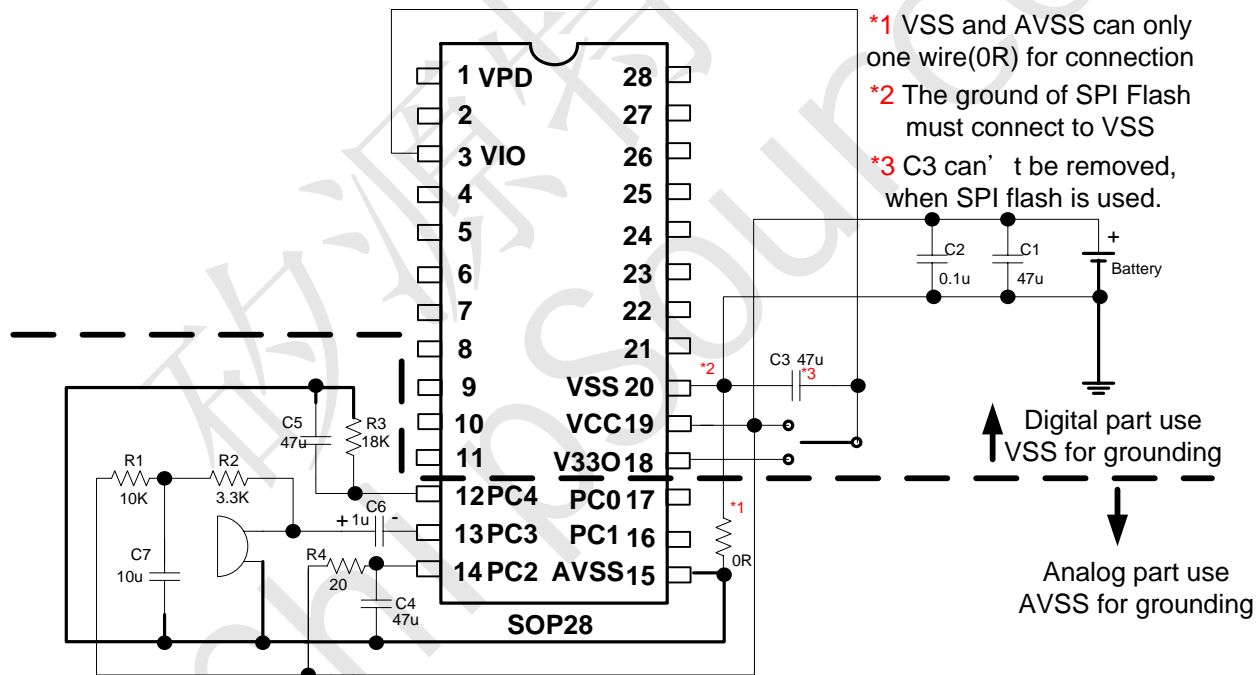 *1 VSS and AVSS can only
one wire(0R) for connection
*2 The ground of SPI Flash
must connect to VSS
*3 C3 can’ t be removed,
when SPI flash is used.
1 VPD
2
3 VIO
4
5
6
7
8
9
10
11
12 PC4
13 PC3
14 PC2
28
27
26
25
24
23
22
21
VSS 20
VCC 19
V33O 18
PC0 17
PC1 16
AVSS 15
SOP28
C2
0.1u
C1
47u
+
Battery
*2
C3 47u
*3
*1
0R
Digital part use
VSS for grounding
Analog part use
AVSS for grounding
C5
47u
R3
18K
R1
10K
R2
3.3K
C6
+ 1u -
C7
10u
R4
20
C4
47u
矽源特
ChipSource